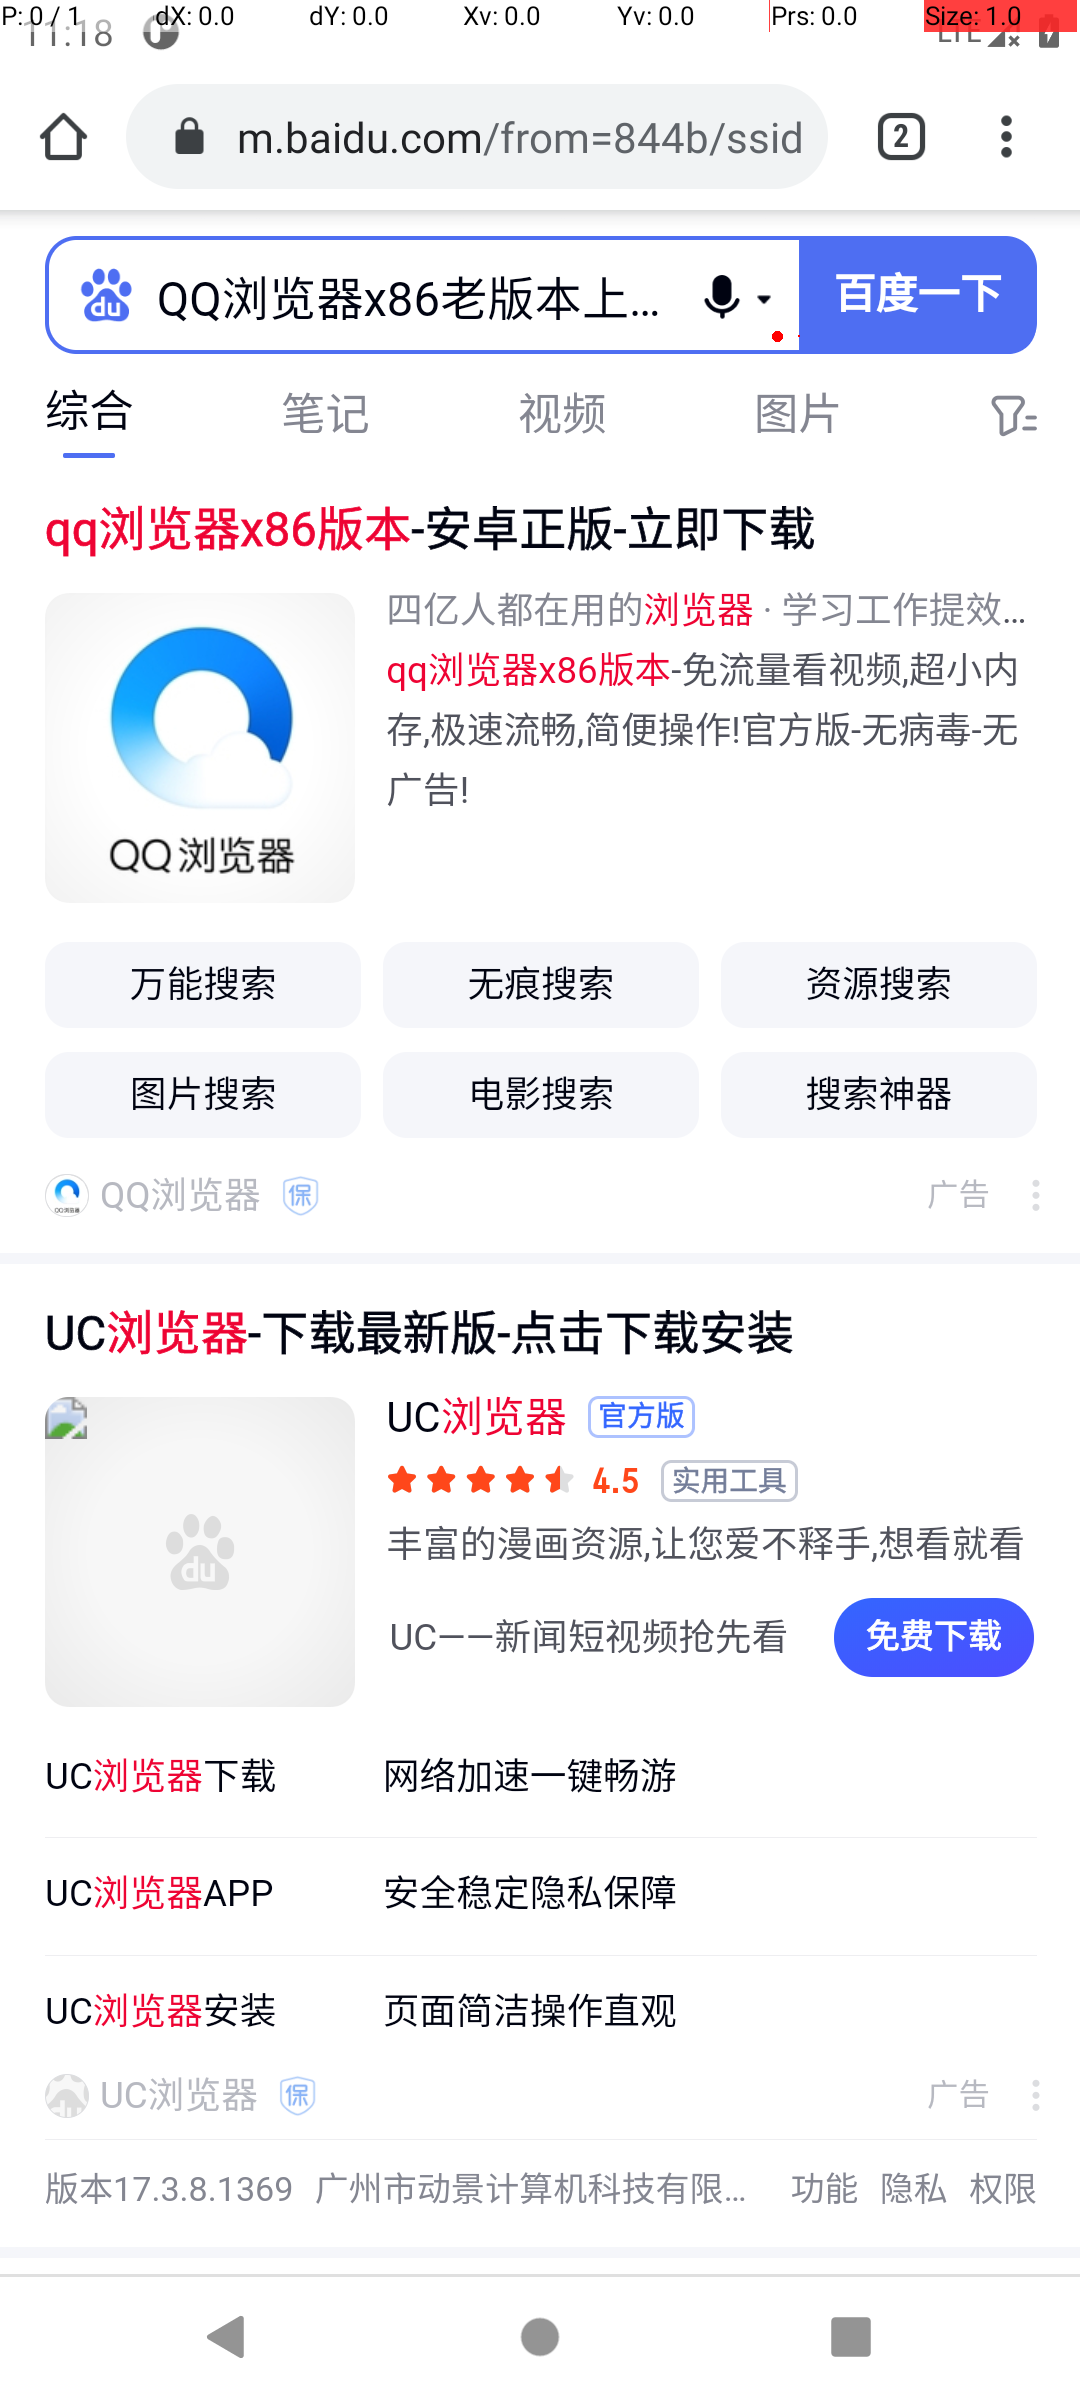 P: 0 / 1 dX: 0.0 dY: 0.0 Xv: 0.0 Yv: 0.0 Prs: 0.0 Size: 1.0
11:18 LTE
m.baidu.com/from=844b/ssid 2
du QQ浏览器x86老版本上... 百度一下
综合 笔记 视频 图片
qq浏览器x86版本-安卓正版-立即下载
四亿人都在用的浏览器 · 学习工作提效...
qq浏览器x86版本-免流量看视频,超小内
存,极速流畅,简便操作!官方版-无病毒-无
广告!
QQ浏览器
万能搜索 无痕搜索 资源搜索
图片搜索 电影搜索 搜索神器
QQ浏览器 保 广告
UC浏览器-下载最新版-点击下载安装
UC浏览器 官方版
4.5 实用工具
丰富的漫画资源,让您爱不释手,想看就看
du
UC——新闻短视频抢先看 免费下载
UC浏览器下载 网络加速一键畅游
UC浏览器APP 安全稳定隐私保障
UC浏览器安装 页面简洁操作直观
UC浏览器 保 广告
版本17.3.8.1369 广州市动景计算机科技有限... 功能 隐私 权限